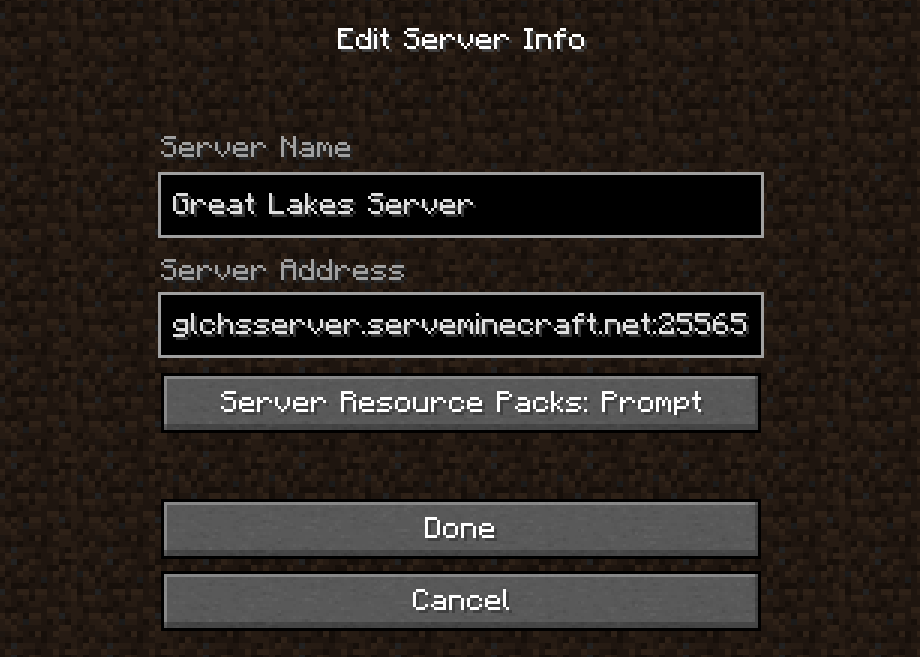 Edit Server Info
Server Name
Great Lakes Server
Server Address
glchsserver.serveminecraft.net:25565
Server Resource Packs: Prompt
Done
Cancel